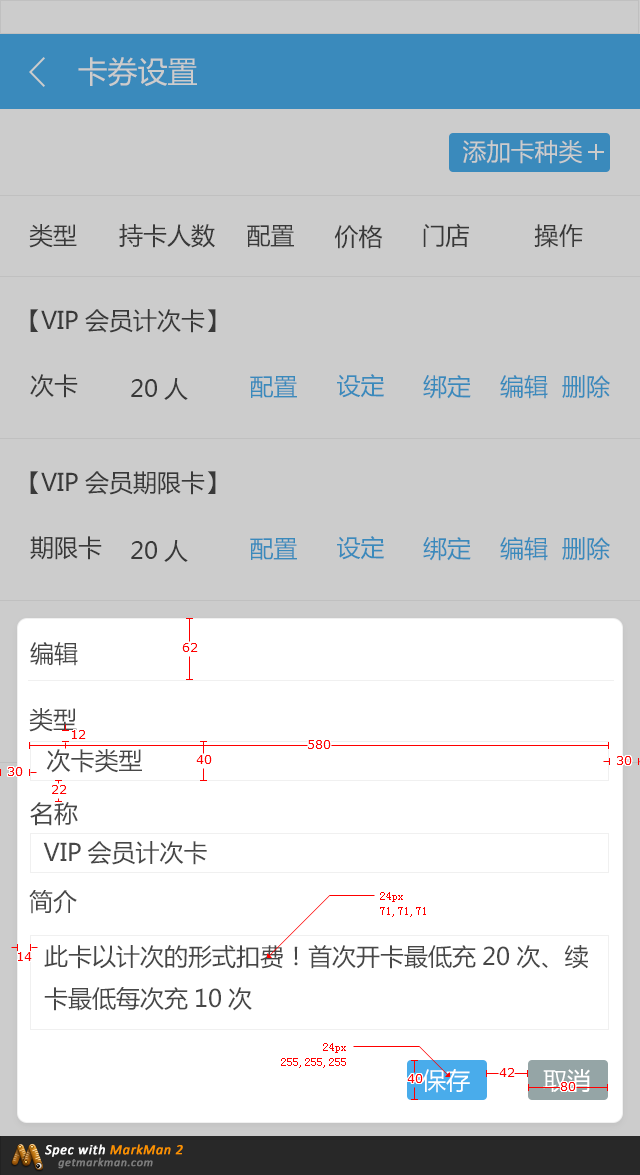 卡券设置
添加卡种类+
类型 持卡人数 配置 价格 门店 操作
【VIP 会员计次卡】
次卡 20 人 配置 设定 绑定 编辑 删除
【VIP 会员期限卡】
期限卡 20 人 配置 设定 绑定 编辑 删除
编辑
62
类型
12
580
次卡类型
40
30
30
22
名称
VIP 会员计次卡
简介
24px
71,71,71
14
此卡以计次的形式扣费！首次开卡最低充 20 次、续
卡最低每次充 10 次
24px
255,255,255
40
保存
42
取消
80
Spec with MarkMan 2
getmarkman.com